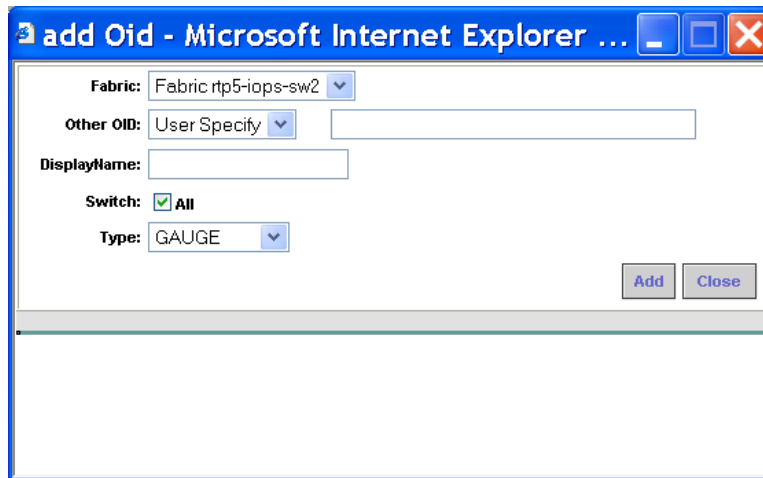 add Oid - Microsoft Internet Explorer ...
Fabric: Fabric rtp5-iops-sw2
Other OID: User Specify
DisplayName:
Switch: All
Type: GAUGE
Add Close